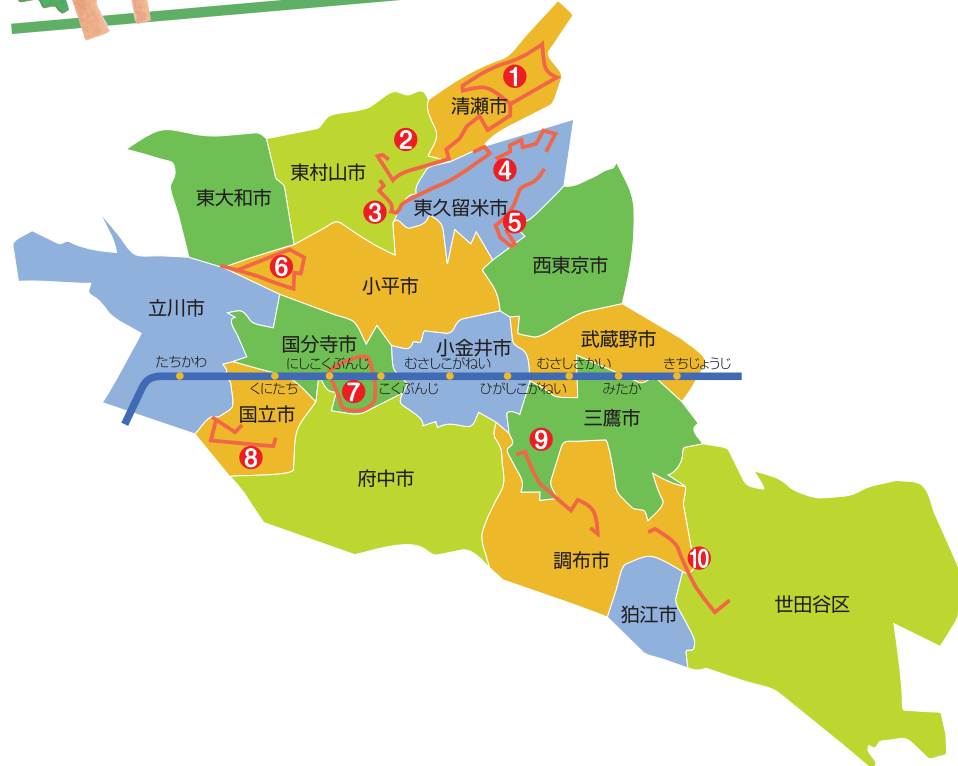 1
清瀬市
2
東村山市
東大和市
4
3
東久留米市
5
6
西東京市
小平市
立川市
国分寺市
小金井市
武蔵野市
たちかわ
にしこくぶんじ
むさしこがねい
むさしさかい
きちじょうじ
くにたち
7
こくぶんじ
ひがしこがねい
みたか
国立市
三鷹市
8
9
府中市
調布市
10
狛江市
世田谷区